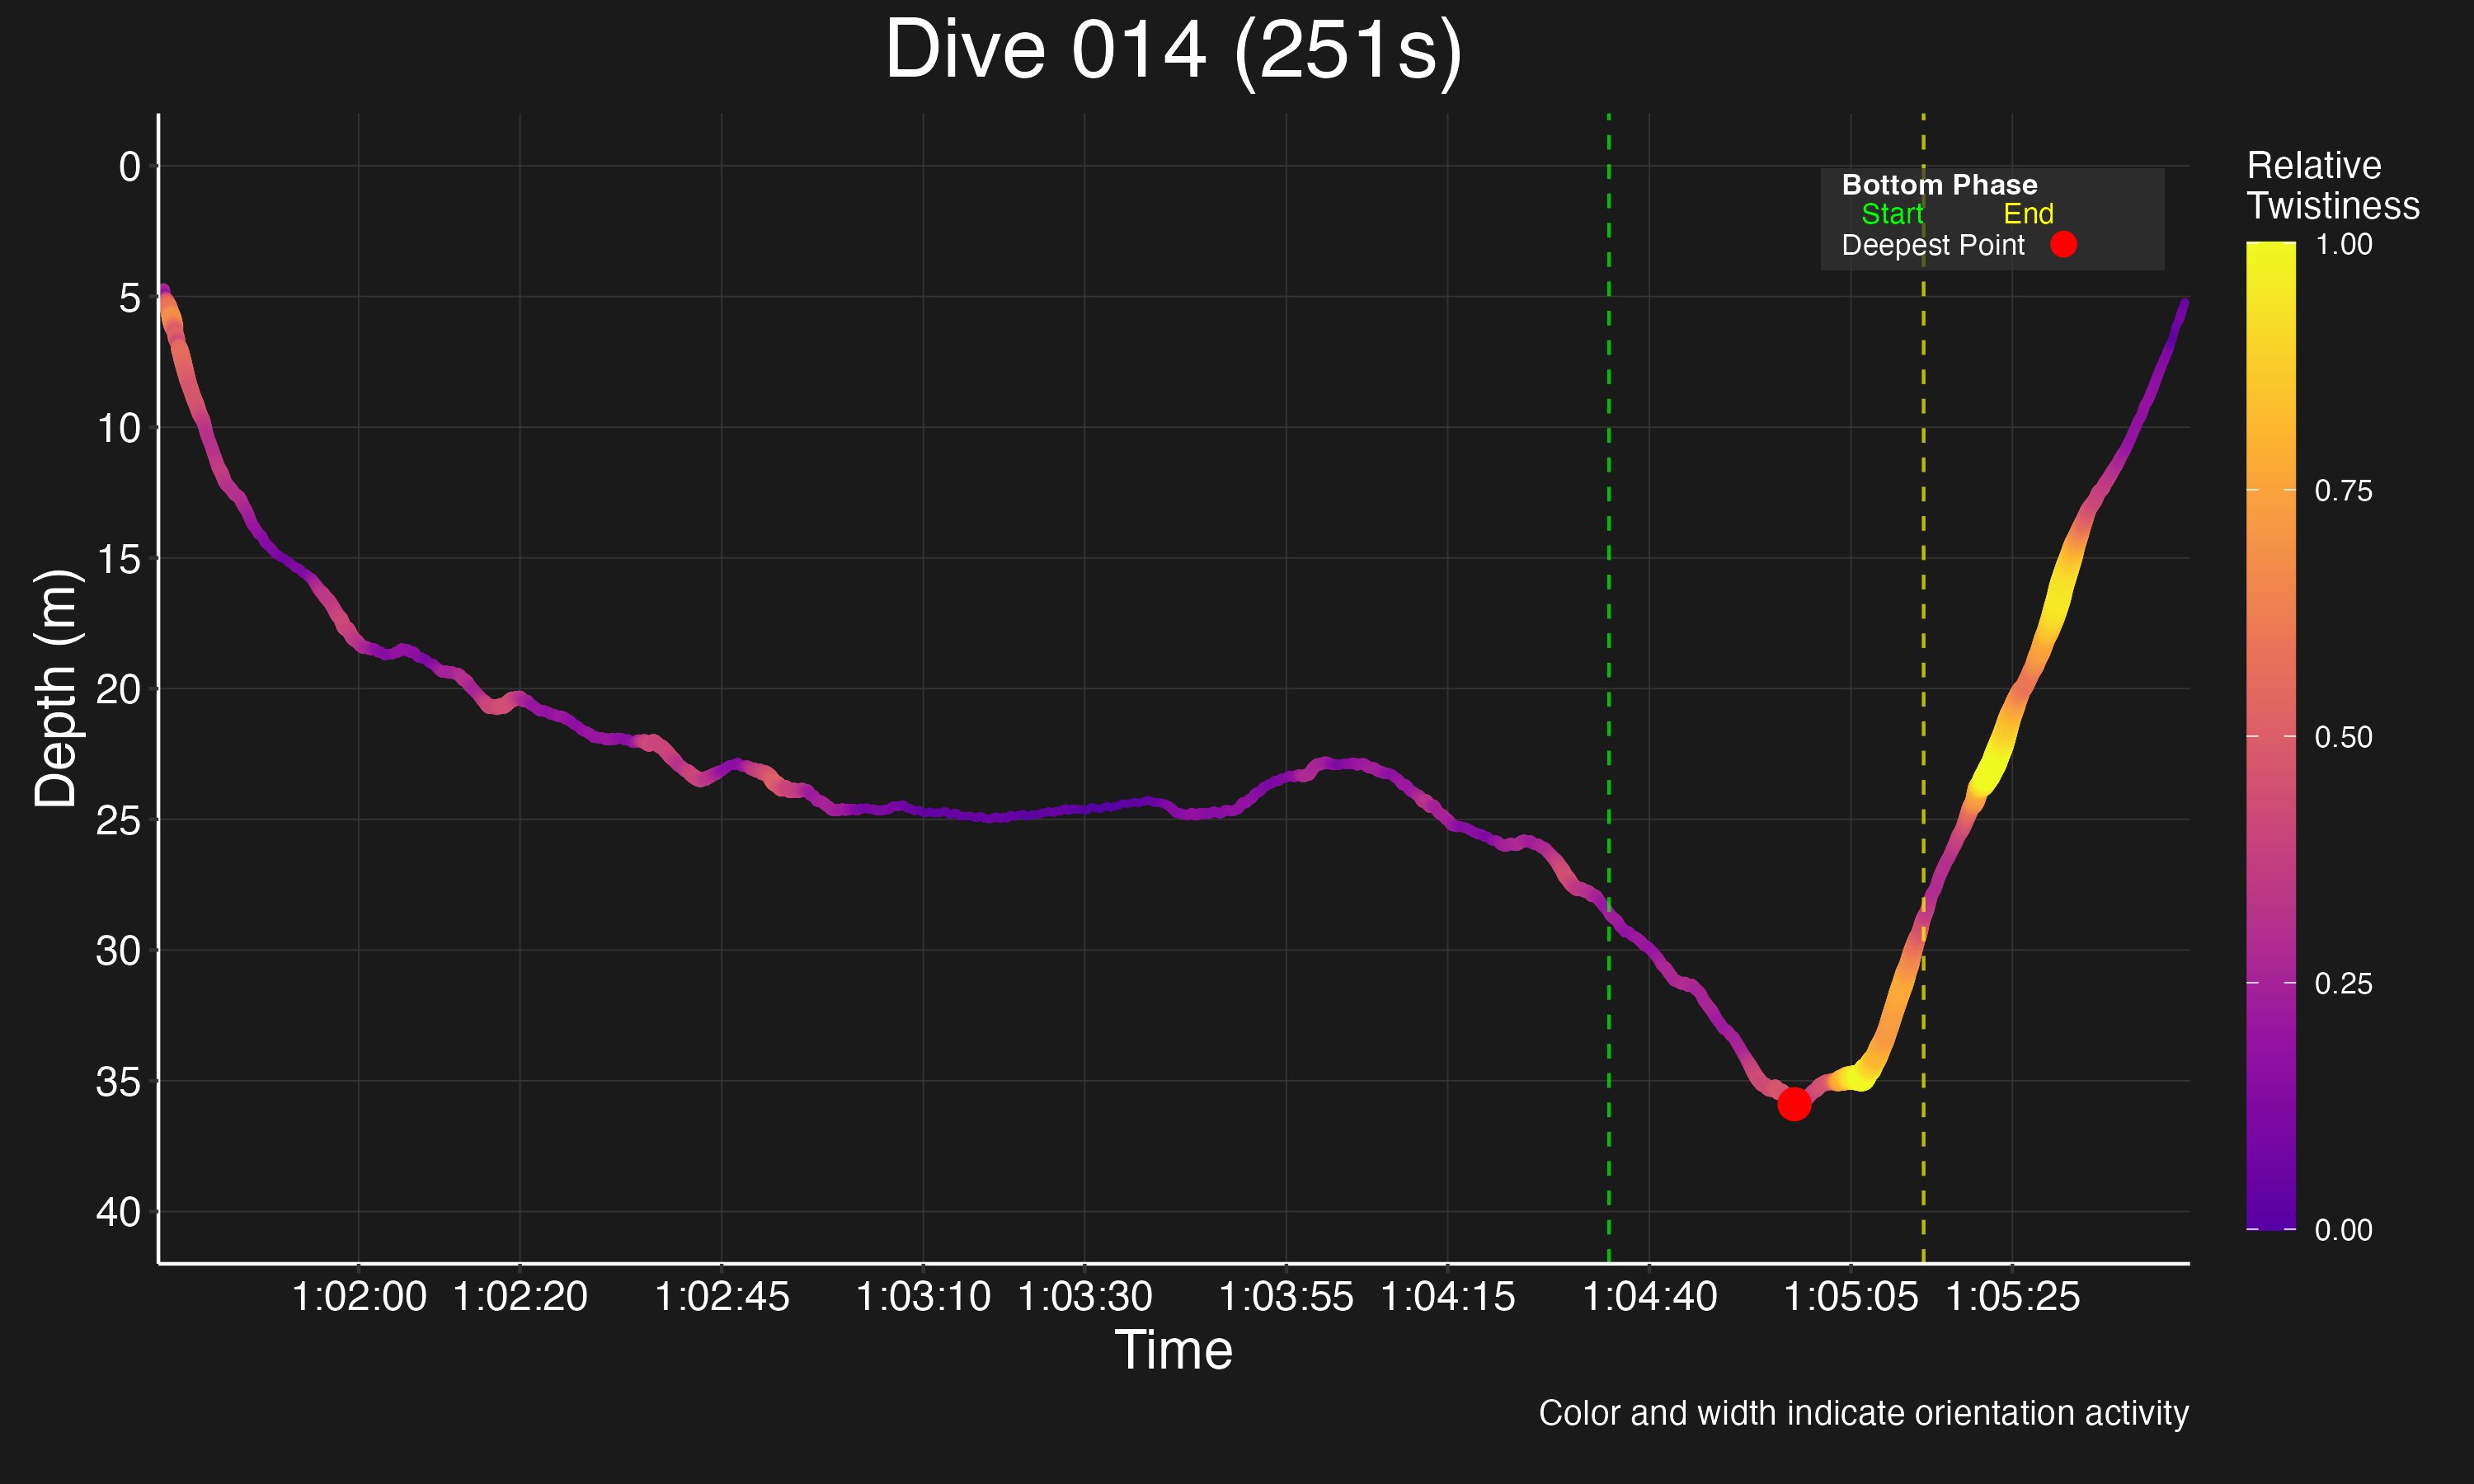 Dive 014 (251s)
Relative
Twistiness
1.00
0.75
0.50
0.25
0.00
Bottom Phase
Start End
Deepest Point
Depth (m)
0
5
10
15
20
25
30
35
40
1:02:00 1:02:20 1:02:45 1:03:10 1:03:30 1:03:55 1:04:15 1:04:40 1:05:05 1:05:25
Time
Color and width indicate orientation activity